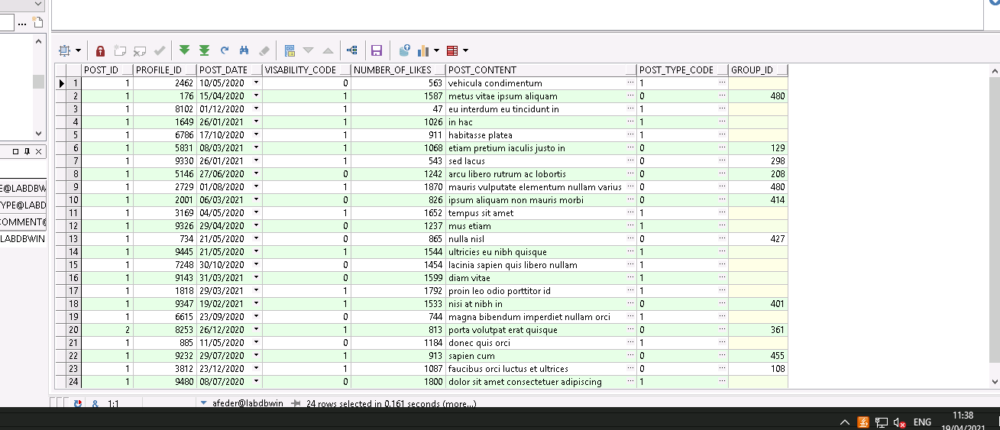 ...
POST_ID PROFILE_ID POST_DATE VISABILITY_CODE NUMBER_OF_LIKES POST_CONTENT POST_TYPE_CODE GROUP_ID
1 1 2462 10/05/2020 0 563 vehicula condimentum ... 1 ...
2 1 176 15/04/2020 1 1587 metus vitae ipsum aliquam ... 0 ... 480
3 1 8102 01/12/2020 1 47 eu interdum eu tincidunt in ... 1 ...
4 1 1649 26/01/2021 1 1026 in hac ... 1 ...
5 1 6786 17/10/2020 1 911 habitasse platea ... 1 ...
6 1 5831 08/03/2021 1 1068 etiam pretium iaculis justo in ... 0 ... 129
7 1 9330 26/01/2021 1 543 sed lacus ... 0 ... 298
8 1 5146 27/06/2020 0 1242 arcu libero rutrum ac lobortis ... 0 ... 208
9 1 2729 01/08/2020 1 1870 mauris vulputate elementum nullam varius ... 0 ... 480
10 1 2001 06/03/2021 0 826 ipsum aliquam non mauris morbi ... 0 ... 414
11 1 3169 04/05/2020 1 1652 tempus sit amet ... 1 ...
12 1 9326 29/04/2020 0 1237 mus etiam ... 1 ...
13 1 734 21/05/2020 0 865 nulla nisl ... 0 ... 427
14 1 9445 21/05/2020 1 1544 ultricies eu nibh quisque ... 1 ...
15 1 7248 30/10/2020 0 1454 lacinia sapien quis libero nullam ... 1 ...
16 1 9143 31/03/2021 0 1599 diam vitae ... 1 ...
17 1 1818 29/03/2021 1 1792 proin leo odio porttitor id ... 1 ...
18 1 9347 19/02/2021 1 1533 nisi at nibh in ... 0 ... 401
19 1 6615 23/09/2020 0 744 magna bibendum imperdiet nullam orci ... 1 ...
20 2 8253 26/12/2020 1 813 porta volutpat erat quisque ... 0 ... 361
21 1 885 11/05/2020 0 1184 donec quis orci ... 1 ...
22 1 9232 29/07/2020 1 913 sapien cum ... 0 ... 455
23 1 3812 23/12/2020 1 1087 faucibus orci luctus et ultrices ... 0 ... 108
24 1 9480 08/07/2020 0 1800 dolor sit amet consectetuer adipiscing ... 1 ...
E@LABDBW
YPE@LABD
COMMENT@
LABDBWIN
& 1:1 afeder@labdbwin 24 rows selected in 0.161 seconds (more...)
ENG 11:38
19/04/2021